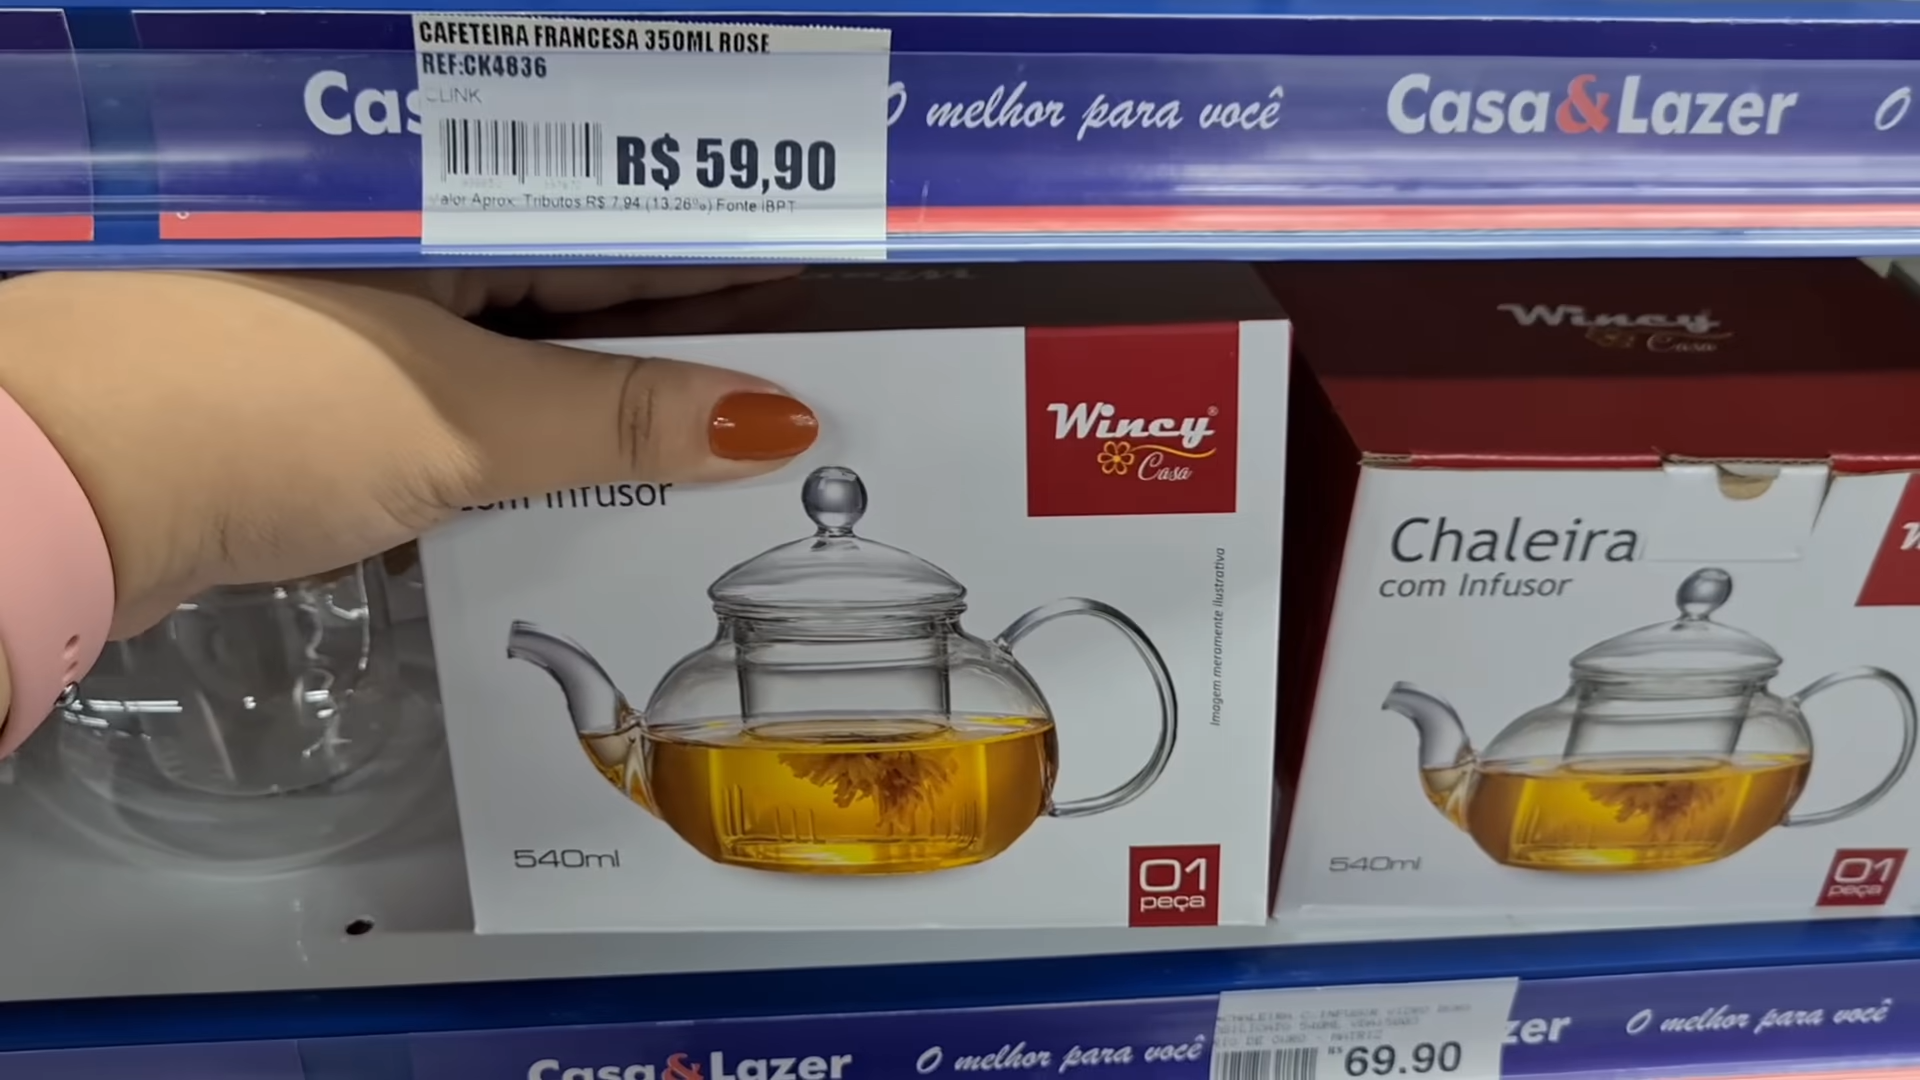 CAFETEIRA FRANCESA 350ML ROSE
REF:CK4836
CLINK
R$ 59,90
Valor Aprox. Tributos R$ 7,94 (13,26%) Fonte IBPT
Cas
O melhor para você
Casa&Lazer
O
Wincy
Casa
com Infusor
Wincy
Casa
Imagem meramente ilustrativa
540ml
01
peça
Chaleira
com Infusor
540ml
01
peça
Casa&Lazer
O melhor para você
R$ 69.90
zer
O melhor para você